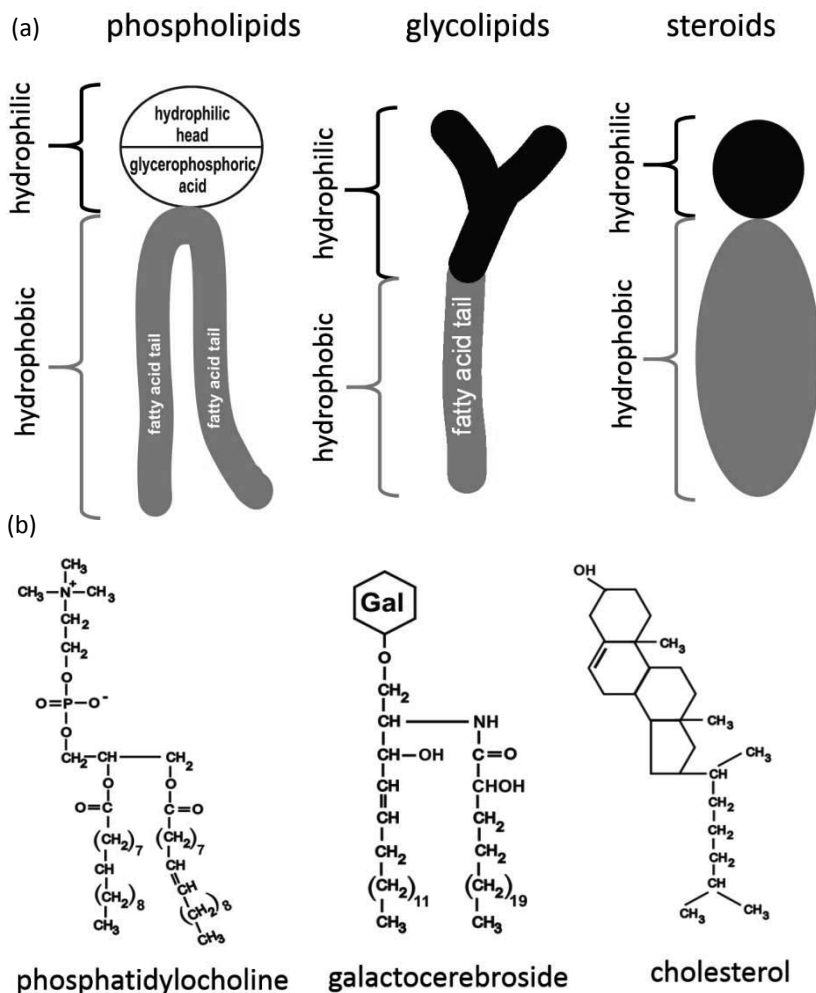 (a)
phospholipids
glycolipids
steroids
hydrophilic
hydrophobic
hydrophilic
head
glycerophosphoric
acid
fatty acid tail
fatty acid tail
hydrophilic
hydrophobic
fatty acid tail
hydrophilic
hydrophobic
(b)
CH₃
CH₃—N⁺—CH₃
CH₂
CH₂
O
O=P—O⁻
O
CH₂—CH—CH₂
O O
O=C C=O
(CH₂)₇ (CH₂)₇
CH
CH
(CH₂)₈ CH
CH₃ (CH₂)₈
CH₃
phosphatidylocholine
Gal
O
CH₂
CH NH
CH—OH C=O
CH CHOH
CH CH₂
CH₂ CH₂
(CH₂)₁₁ (CH₂)₁₉
CH₃ CH₃
galactocerebroside
OH
CH₃
CH₃
CH₃
CH
CH₂
CH₂
CH₂
CH
CH₃ CH₃
cholesterol